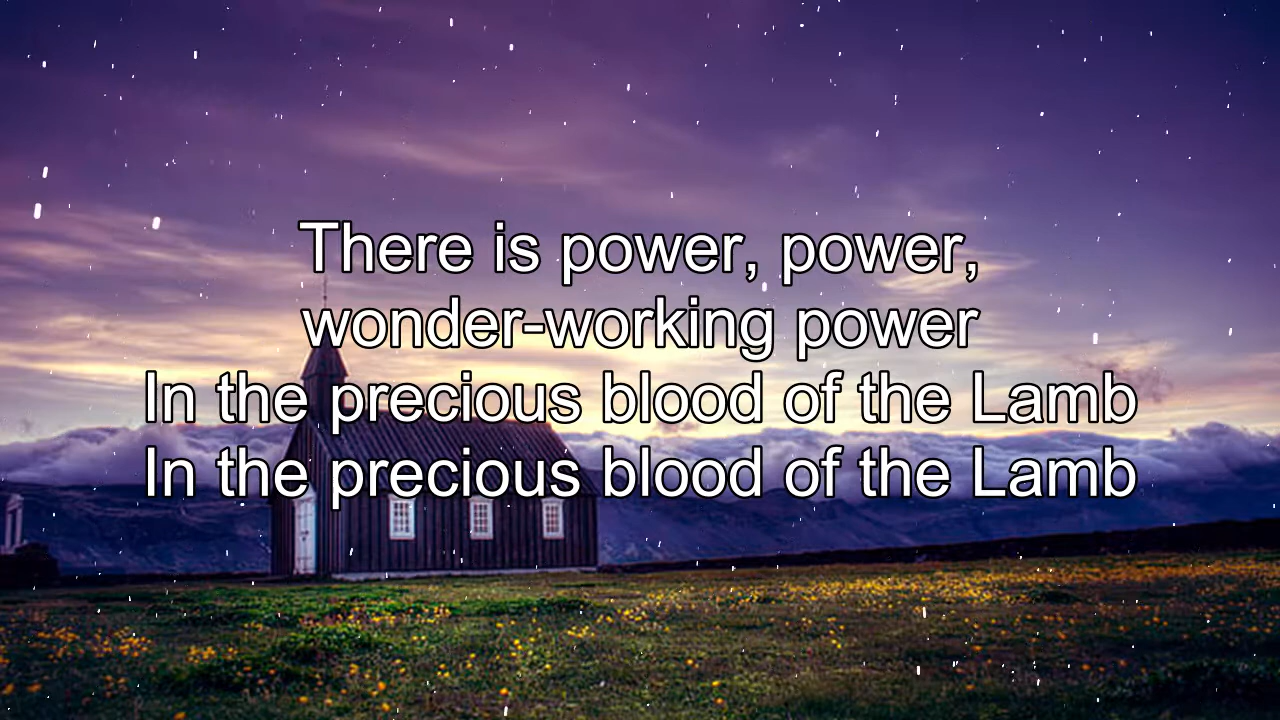 There is power, power,
wonder-working power
In the precious blood of the Lamb
In the precious blood of the Lamb